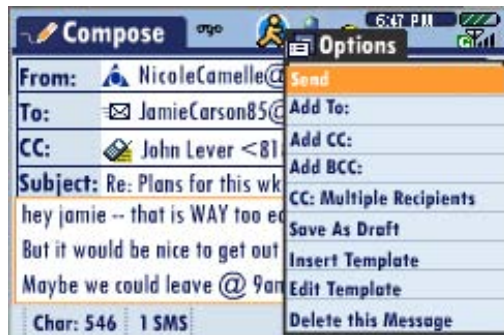 Compose
6:47 PM
Options
From: NicoleCamelle@
To: JamieCarson85@
CC: John Lever <81
Subject: Re: Plans for this wk
hey jamie -- that is WAY too ea
But it would be nice to get out
Maybe we could leave @ 9am
Char: 546 1 SMS
Send
Add To:
Add CC:
Add BCC:
CC: Multiple Recipients
Save As Draft
Insert Template
Edit Template
Delete this Message